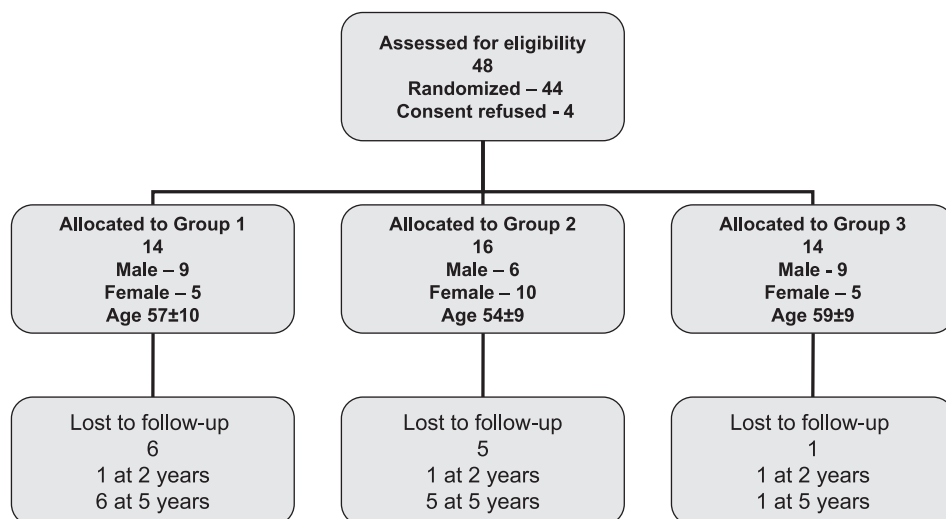 Assessed for eligibility
48
Randomized – 44
Consent refused - 4
Allocated to Group 1
14
Male – 9
Female – 5
Age 57±10
Allocated to Group 2
16
Male – 6
Female – 10
Age 54±9
Allocated to Group 3
14
Male - 9
Female – 5
Age 59±9
Lost to follow-up
6
1 at 2 years
6 at 5 years
Lost to follow-up
5
1 at 2 years
5 at 5 years
Lost to follow-up
1
1 at 2 years
1 at 5 years